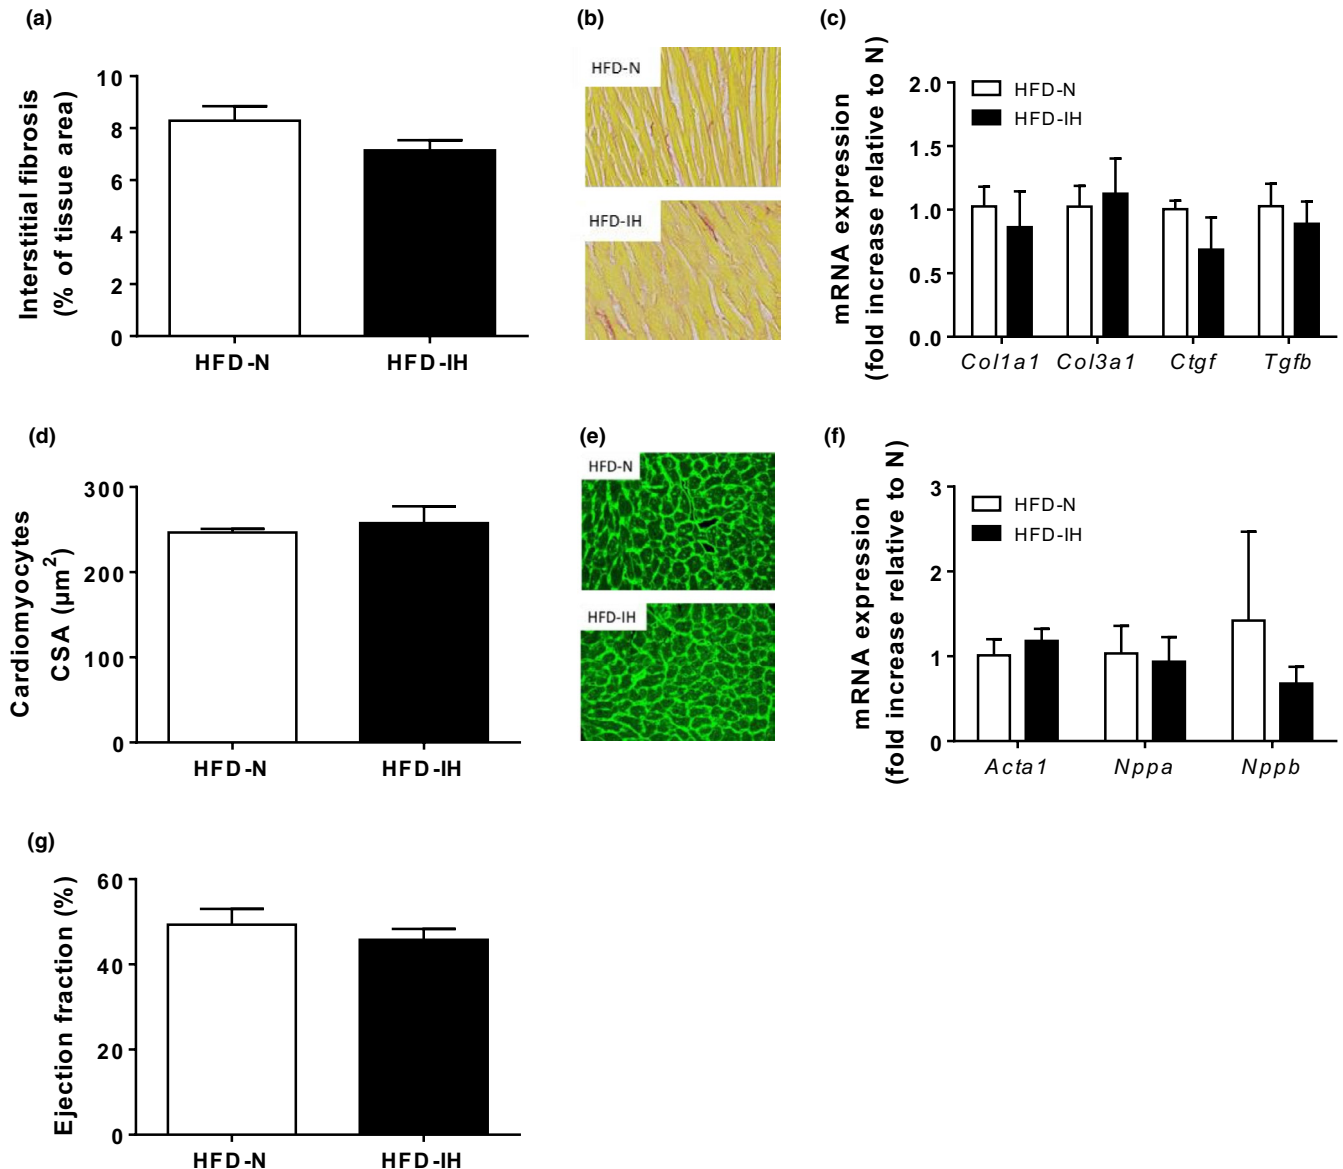 (a)
Interstitial fibrosis
(% of tissue area)
10
8
6
4
2
0
HFD-N
HFD-IH
(b)
HFD-N
HFD-IH
(c)
mRNA expression
(fold increase relative to N)
2.0
1.5
1.0
0.5
0.0
HFD-N
HFD-IH
Col1a1 Col3a1 Ctgf Tgfb
(d)
Cardiomyocytes
CSA (µm²)
300
200
100
0
HFD-N
HFD-IH
(e)
HFD-N
HFD-IH
(f)
mRNA expression
(fold increase relative to N)
3
2
1
0
HFD-N
HFD-IH
Acta1 Nppa Nppb
(g)
Ejection fraction (%)
60
40
20
0
HFD-N
HFD-IH